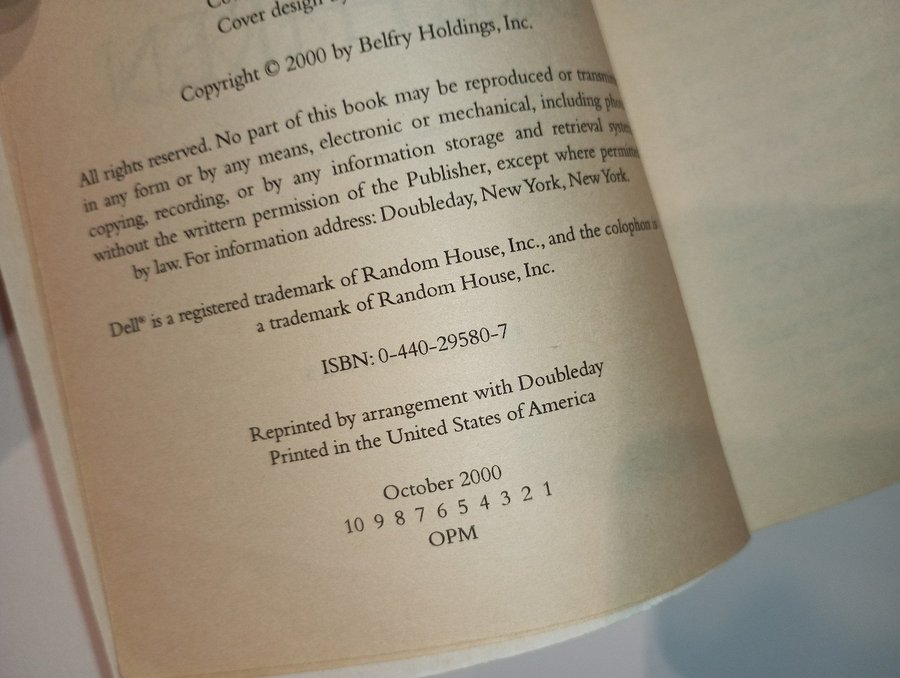 Cover design by
Copyright © 2000 by Belfry Holdings, Inc.
All rights reserved. No part of this book may be reproduced or
in any form or by any means, electronic or mechanical, including
copying, recording, or by any information storage and retrieval
without the writtern permission of the Publisher, except where
by law. For information address: Doubleday, New York, New York.
Dell® is a registered trademark of Random House, Inc., and the colophon is
a trademark of Random House, Inc.
ISBN: 0-440-29580-7
Reprinted by arrangement with Doubleday
Printed in the United States of America
October 2000
10 9 8 7 6 5 4 3 2 1
OPM